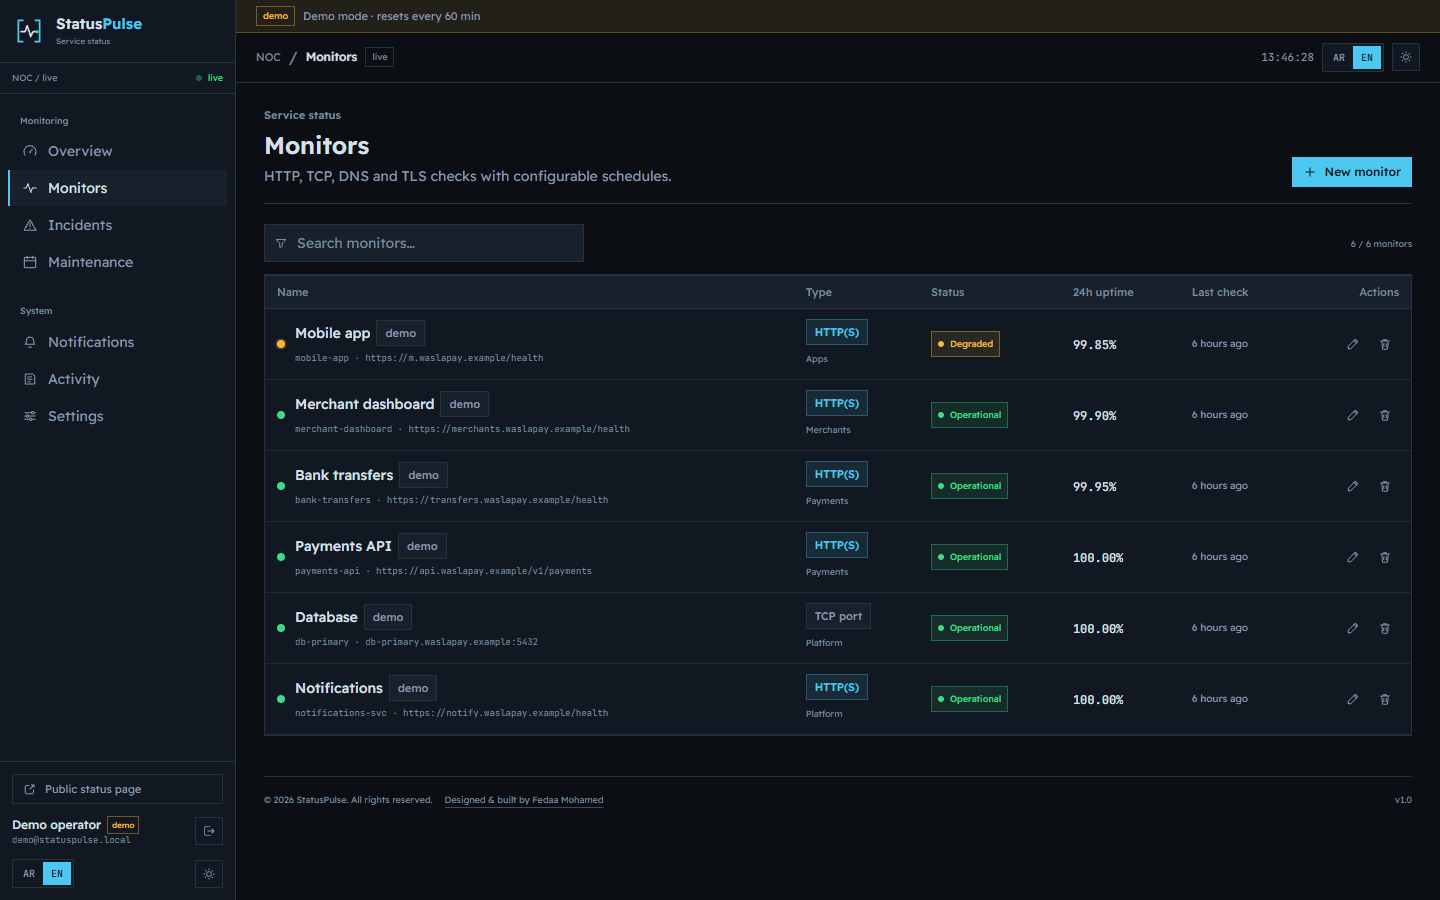 StatusPulse
Service status
NOC / live
live
Monitoring
Overview
Monitors
Incidents
Maintenance
System
Notifications
Activity
Settings
Public status page
Demo operator demo
demo@statuspulse.local
AR EN
demo Demo mode · resets every 60 min
NOC / Monitors live
13:46:28 AR EN
Service status
Monitors
HTTP, TCP, DNS and TLS checks with configurable schedules.
+ New monitor
Search monitors…
6 / 6 monitors
Name Type Status 24h uptime Last check Actions
Mobile app demo
mobile-app · https://m.waslapay.example/health
HTTP(S)
Apps
Degraded
99.85%
6 hours ago
Merchant dashboard demo
merchant-dashboard · https://merchants.waslapay.example/health
HTTP(S)
Merchants
Operational
99.90%
6 hours ago
Bank transfers demo
bank-transfers · https://transfers.waslapay.example/health
HTTP(S)
Payments
Operational
99.95%
6 hours ago
Payments API demo
payments-api · https://api.waslapay.example/v1/payments
HTTP(S)
Payments
Operational
100.00%
6 hours ago
Database demo
db-primary · db-primary.waslapay.example:5432
TCP port
Platform
Operational
100.00%
6 hours ago
Notifications demo
notifications-svc · https://notify.waslapay.example/health
HTTP(S)
Platform
Operational
100.00%
6 hours ago
© 2026 StatusPulse. All rights reserved. Designed & built by Fedaa Mohamed
v1.0